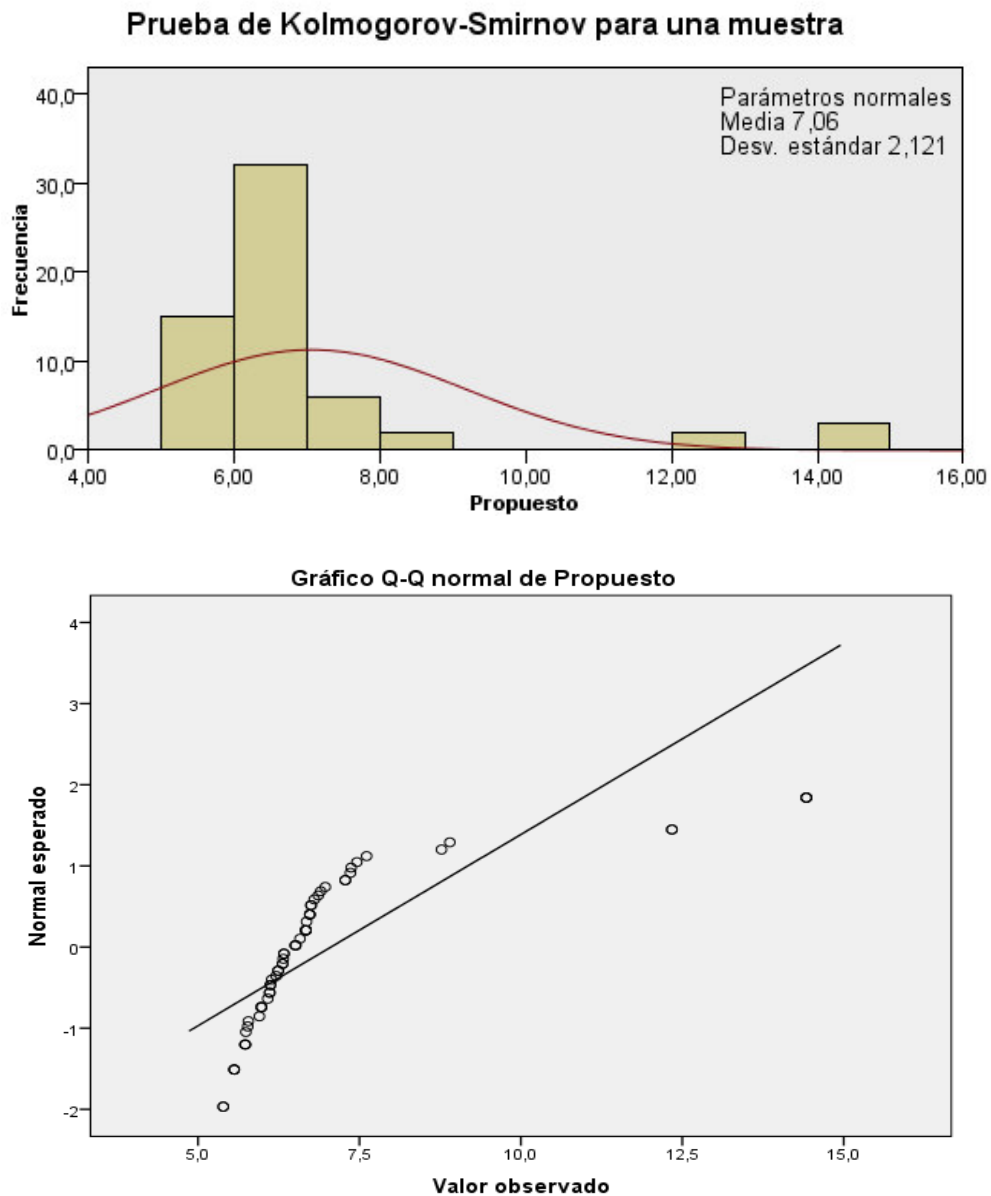 Prueba de Kolmogorov-Smirnov para una muestra
Parámetros normales
Media 7,06
Desv. estándar 2,121
Frecuencia
40,0
30,0
20,0
10,0
0,0
4,00 6,00 8,00 10,00 12,00 14,00 16,00
Propuesto
Gráfico Q-Q normal de Propuesto
Normal esperado
4
3
2
1
0
-1
-2
5,0 7,5 10,0 12,5 15,0
Valor observado